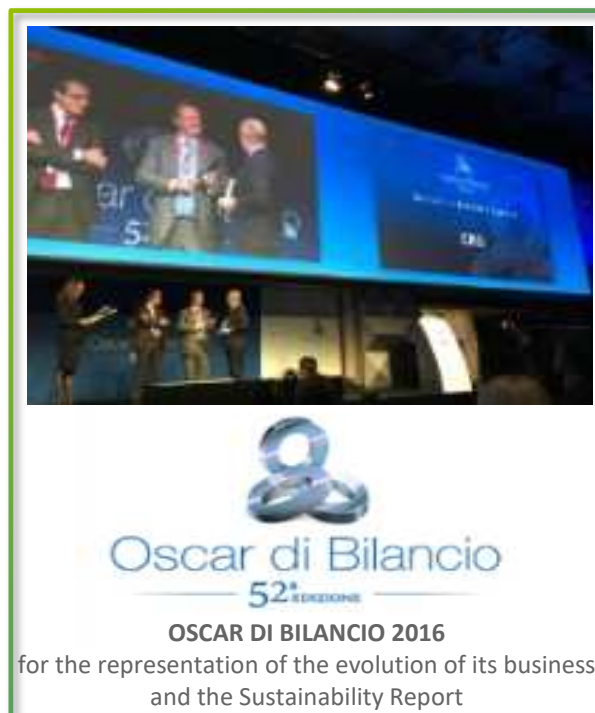 Oscar di Bilancio
52ª EDIZIONE
OSCAR DI BILANCIO 2016
for the representation of the evolution of its business
and the Sustainability Report